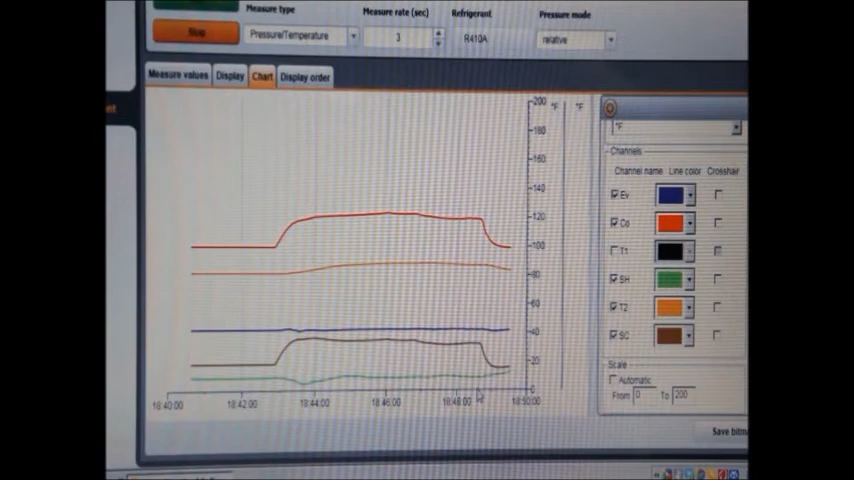 Measure type
Measure rate (sec)
Refrigerant
Pressure mode
Stop
Pressure/Temperature
3
R410A
relative
Measure values
Display
Chart
Display order
200
°F
°F
180
160
140
120
100
80
60
40
20
0
18:40:00
18:42:00
18:44:00
18:46:00
18:48:00
18:50:00
°F
Channels
Channel name
Line color
Crosshair
Ev
Co
T1
SH
T2
SC
Scale
Automatic
From
0
To
200
Save bitm